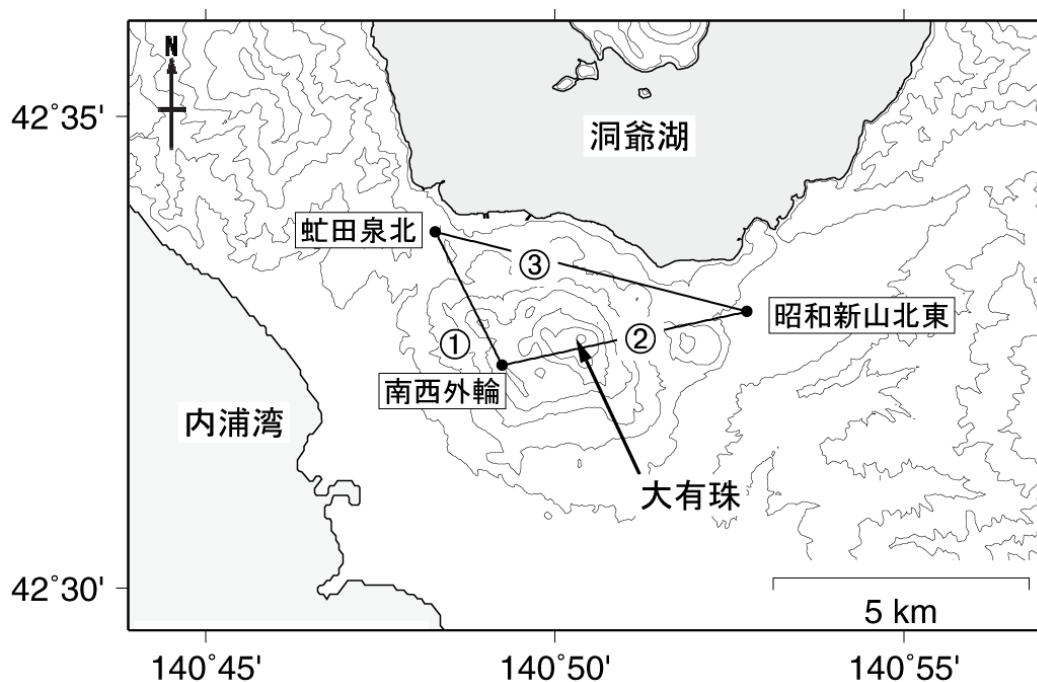 N
42°35'
洞爺湖
虻田泉北
③
昭和新山北東
①
②
南西外輪
内浦湾
大有珠
42°30'
5 km
140°45'
140°50'
140°55'